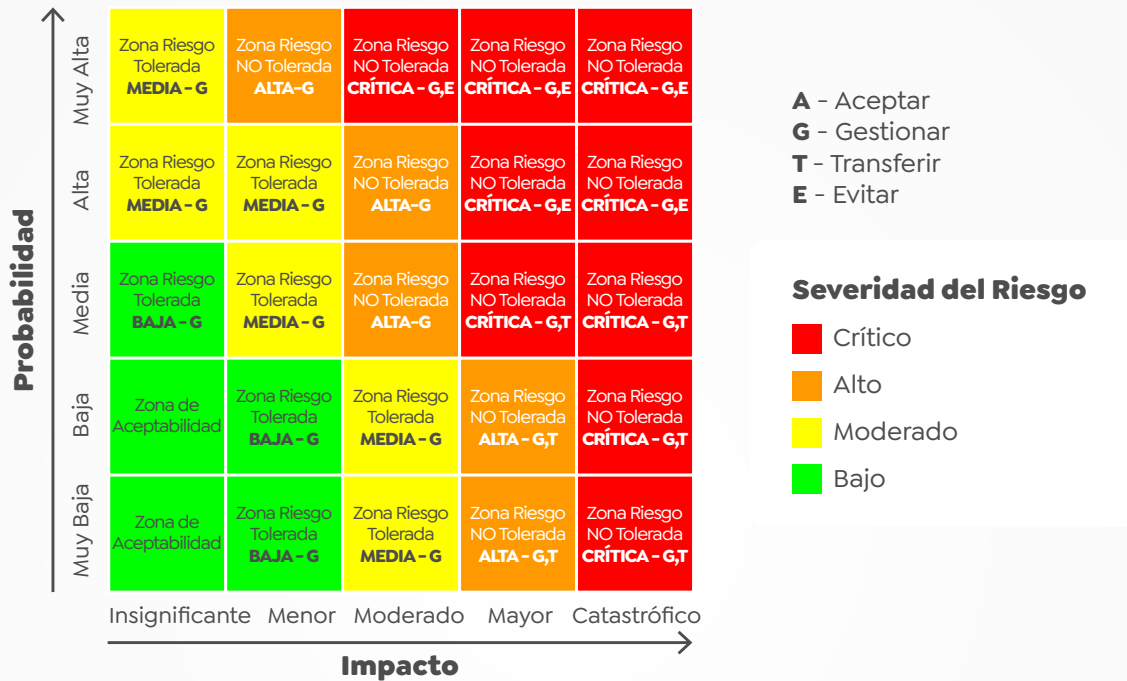 Probabilidad
Muy Alta
Zona Riesgo
Tolerada
MEDIA - G
Zona Riesgo
NO Tolerada
ALTA-G
Zona Riesgo
NO Tolerada
CRÍTICA - G,E
Zona Riesgo
NO Tolerada
CRÍTICA - G,E
Zona Riesgo
NO Tolerada
CRÍTICA - G,E
Alta
Zona Riesgo
Tolerada
MEDIA - G
Zona Riesgo
Tolerada
MEDIA - G
Zona Riesgo
NO Tolerada
ALTA-G
Zona Riesgo
NO Tolerada
CRÍTICA - G,E
Zona Riesgo
NO Tolerada
CRÍTICA - G,E
Media
Zona Riesgo
Tolerada
BAJA - G
Zona Riesgo
Tolerada
MEDIA - G
Zona Riesgo
NO Tolerada
ALTA-G
Zona Riesgo
NO Tolerada
CRÍTICA - G,T
Zona Riesgo
NO Tolerada
CRÍTICA - G,T
Baja
Zona de
Aceptabilidad
Zona Riesgo
Tolerada
BAJA - G
Zona Riesgo
Tolerada
MEDIA - G
Zona Riesgo
NO Tolerada
ALTA - G,T
Zona Riesgo
NO Tolerada
CRÍTICA - G,T
Muy Baja
Zona de
Aceptabilidad
Zona Riesgo
Tolerada
BAJA - G
Zona Riesgo
Tolerada
MEDIA - G
Zona Riesgo
NO Tolerada
ALTA - G,T
Zona Riesgo
NO Tolerada
CRÍTICA - G,T
Insignificante
Menor
Moderado
Mayor
Catastrófico
Impacto
A - Aceptar
G - Gestionar
T - Transferir
E - Evitar
Severidad del Riesgo
Crítico
Alto
Moderado
Bajo